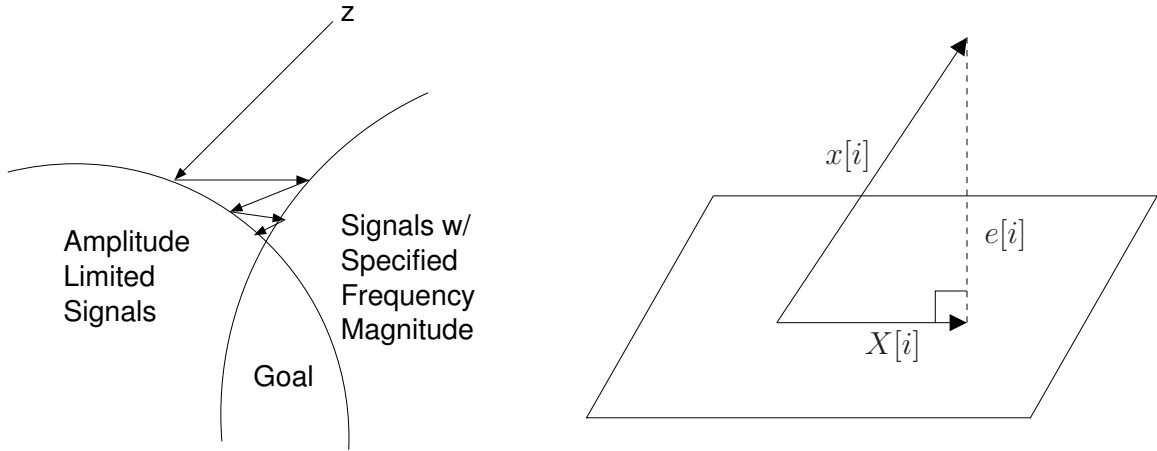 z
Amplitude
Limited
Signals
Signals w/
Specified
Frequency
Magnitude
Goal
x[i]
e[i]
X[i]